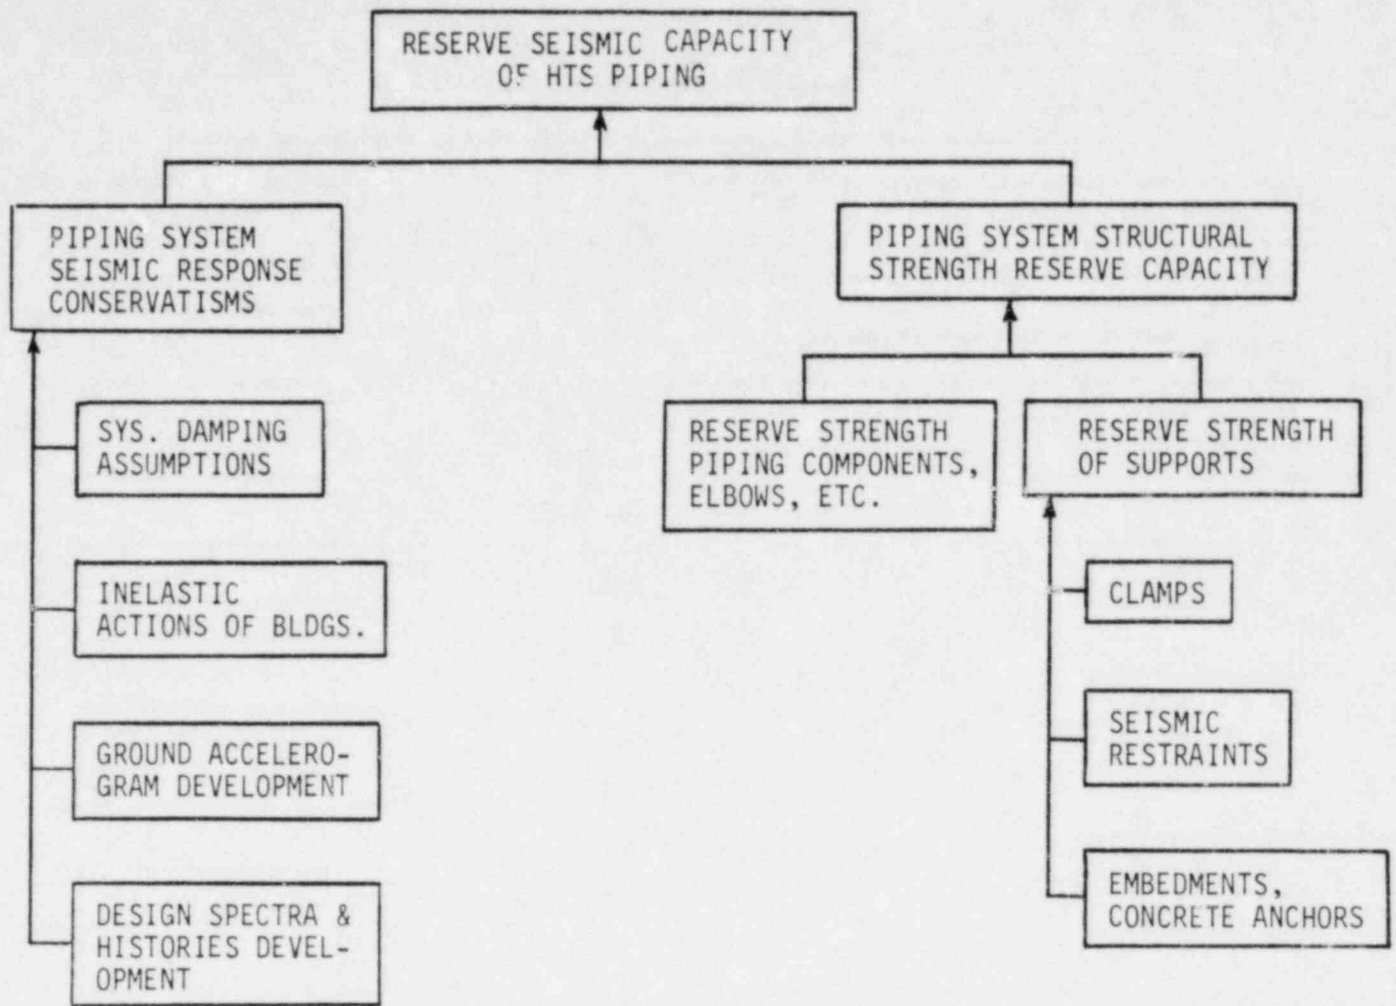 RESERVE SEISMIC CAPACITY
OF HTS PIPING
PIPING SYSTEM
SEISMIC RESPONSE
CONSERVATISMS
PIPING SYSTEM STRUCTURAL
STRENGTH RESERVE CAPACITY
SYS. DAMPING
ASSUMPTIONS
INELASTIC
ACTIONS OF BLDGS.
GROUND ACCELERO-
GRAM DEVELOPMENT
DESIGN SPECTRA &
HISTORIES DEVEL-
OPMENT
RESERVE STRENGTH
PIPING COMPONENTS,
ELBOWS, ETC.
RESERVE STRENGTH
OF SUPPORTS
CLAMPS
SEISMIC
RESTRAINTS
EMBEDMENTS,
CONCRETE ANCHORS